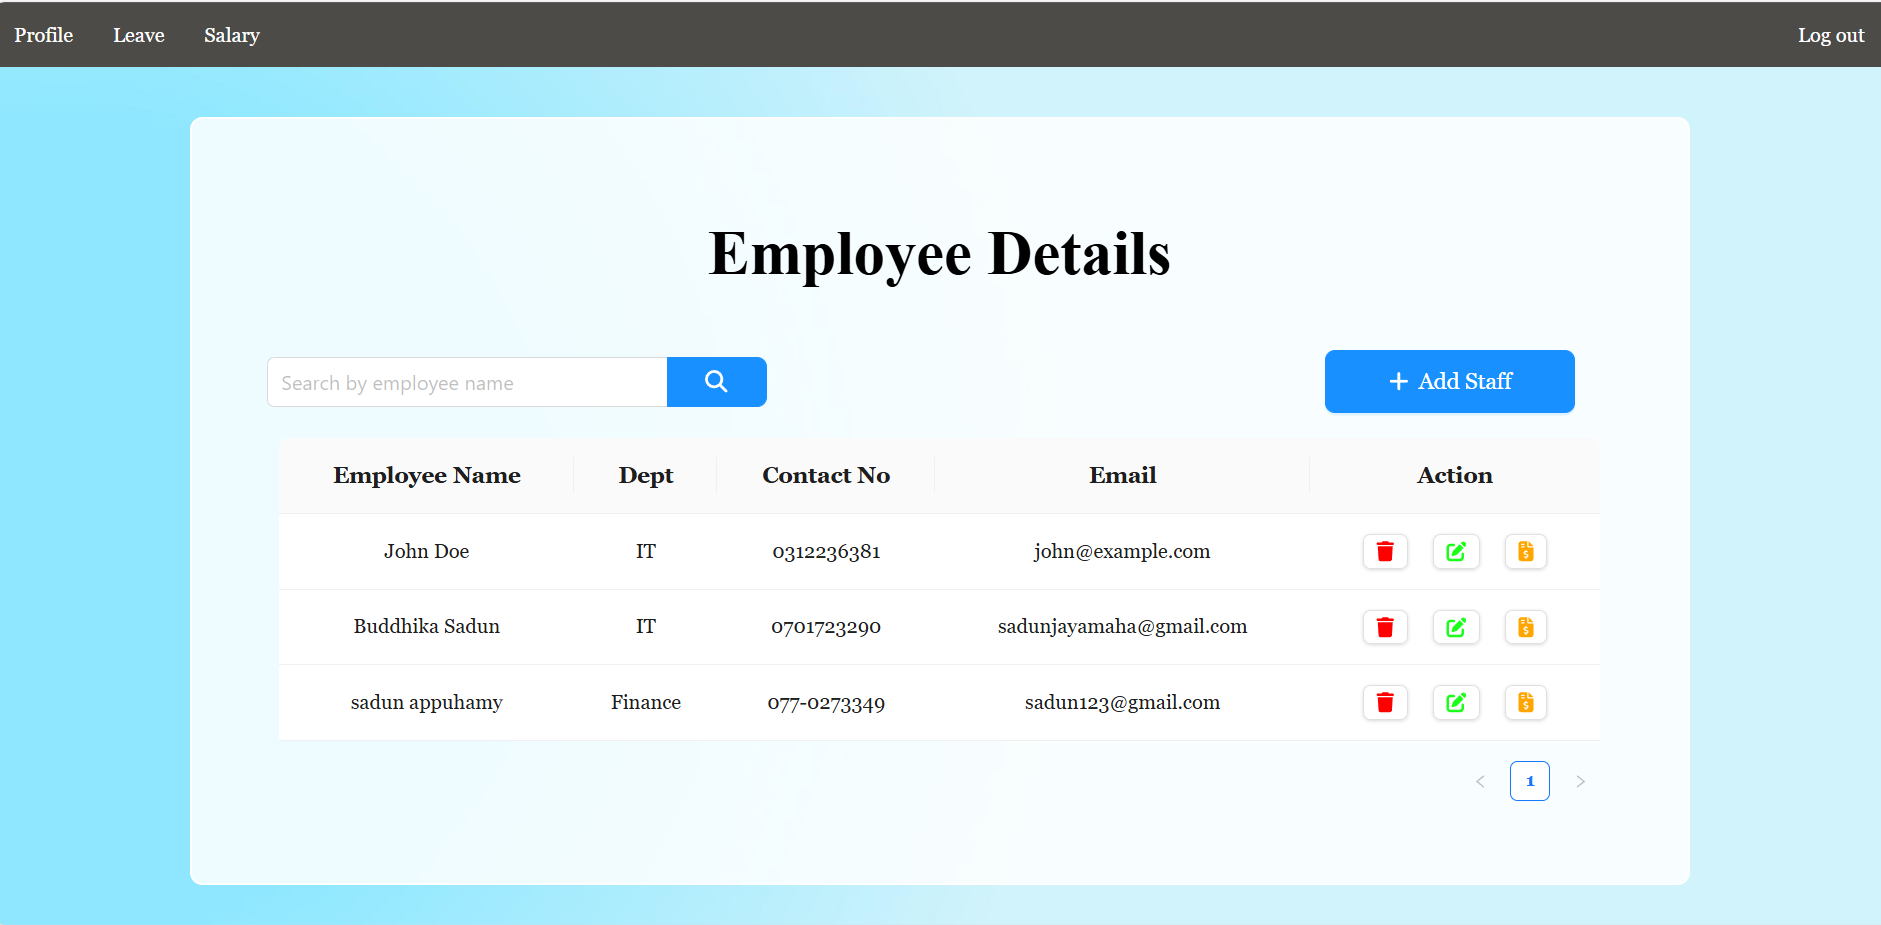 Profile Leave Salary Log out
Employee Details
Search by employee name
Add Staff
Employee Name Dept Contact No Email Action
John Doe IT 0312236381 john@example.com
Buddhika Sadun IT 0701723290 sadunjayamaha@gmail.com
sadun appuhamy Finance 077-0273349 sadun123@gmail.com
1